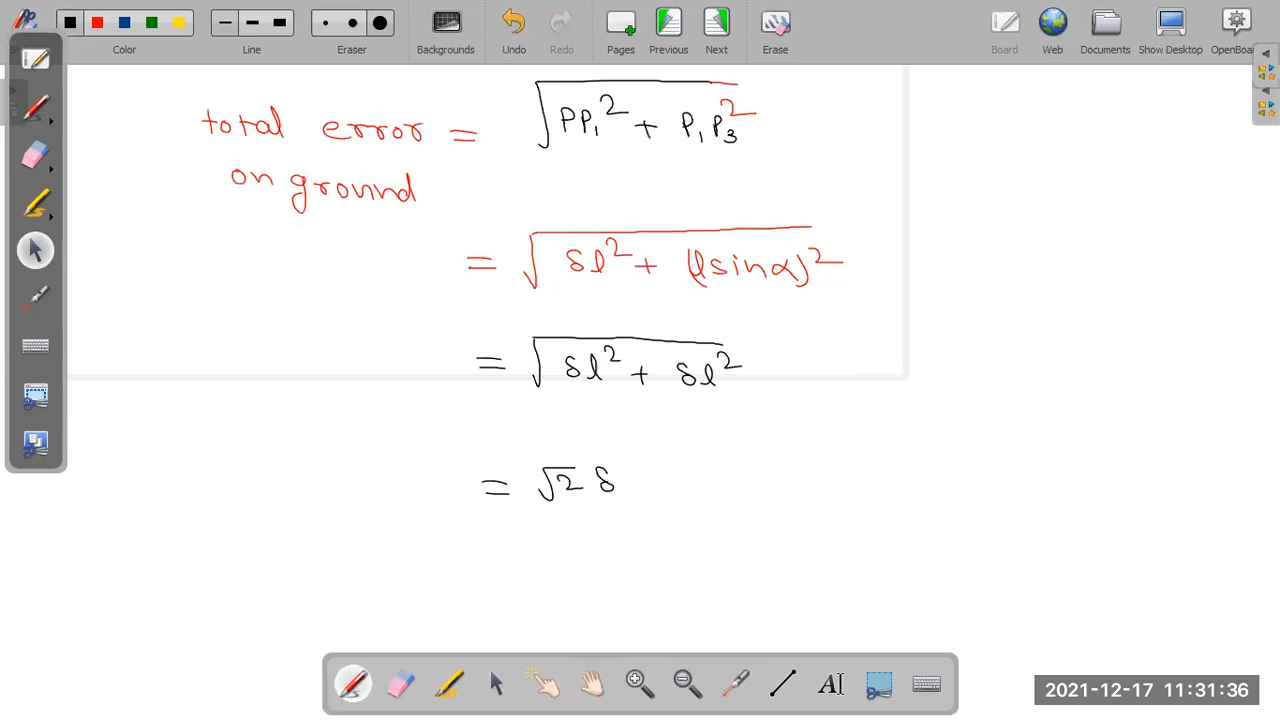 Color Line Eraser Backgrounds Undo Redo Pages Previous Next Erase Board Web Documents Show Desktop OpenBoard
total error = √PP₁² + P₁P₃²
on ground
= √δl² + (lsinα)²
= √δl² + δl²
= √2 δ
2021-12-17 11:31:36